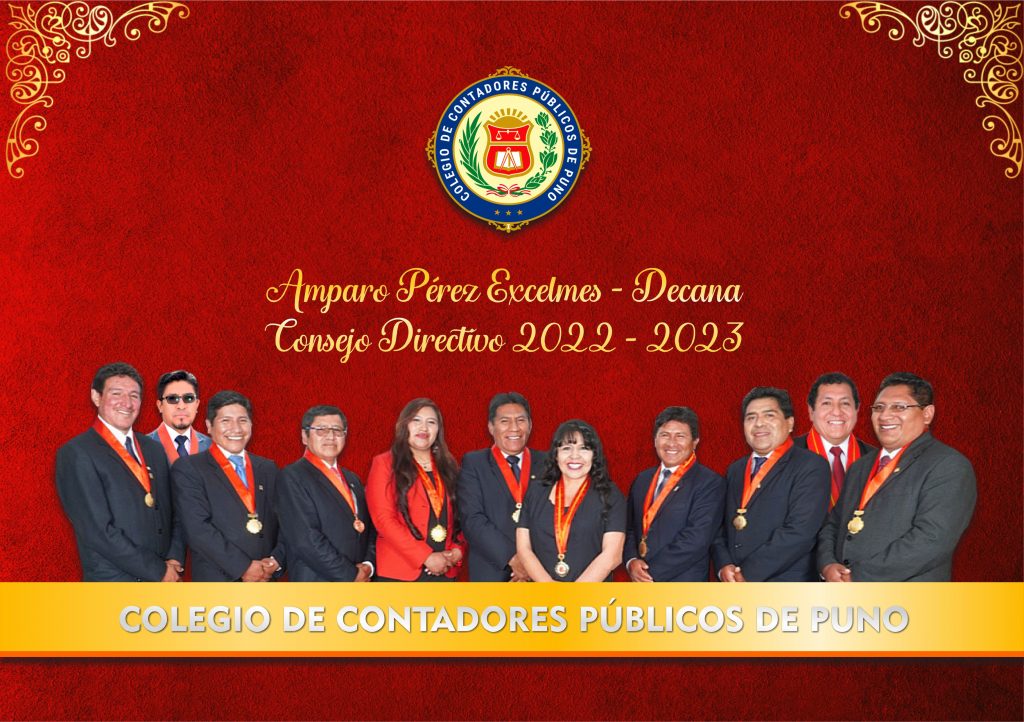 COLEGIO DE CONTADORES PÚBLICOS DE PUNO
Amparo Pérez Excelmes - Decana
Consejo Directivo 2022 - 2023
COLEGIO DE CONTADORES PÚBLICOS DE PUNO